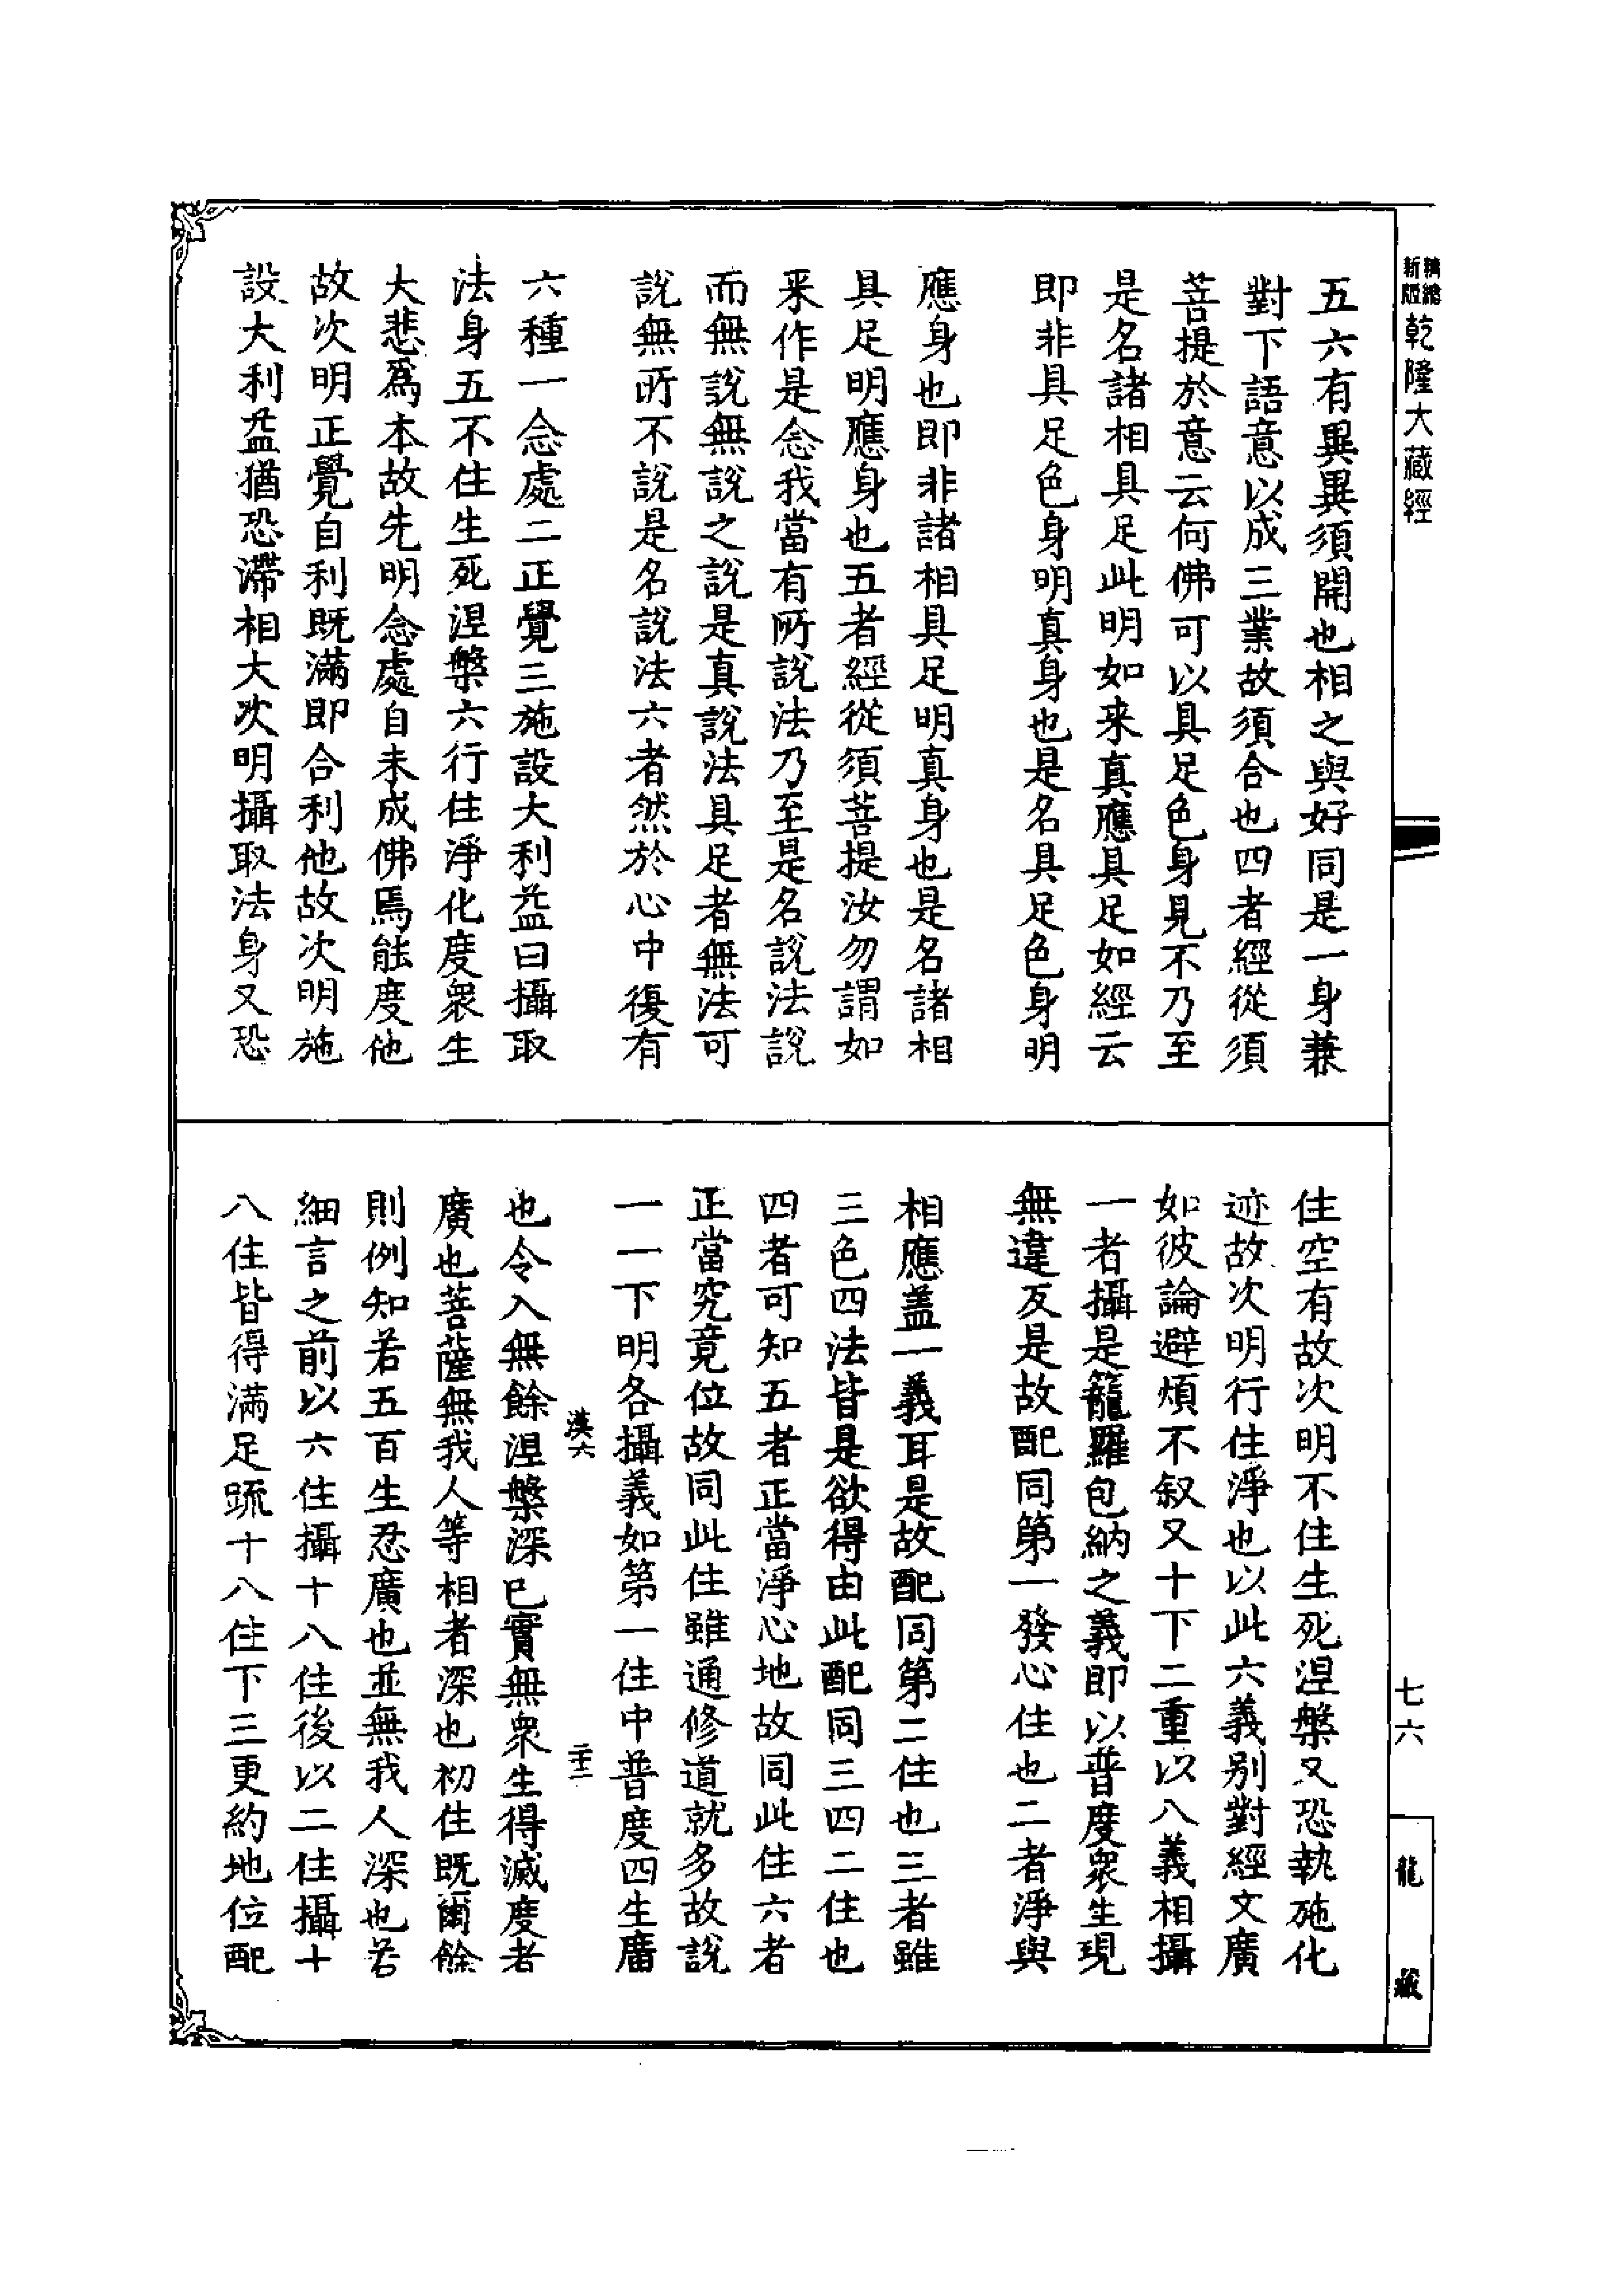 新編縮版
乾隆大藏經
五六有異異須開也相之與好同是一身兼
對下語意以成三業故須合也四者經從須
菩提於意云何佛可以具足色身見不乃至
是名諸相具足此明如来真應具足如經云
即非具足色身明真身也是名具足色身明
應身也即非諸相具足明真身也是名諸相
具足明應身也五者經從須菩提汝勿謂如
来作是念我當有所說法乃至是名說法說
而無說無說之說是真說法具足者無法可
說無所不說是名說法六者然於心中復有
六種一念處二正覺三施設大利益曰攝取
法身五不住生死涅槃六行住淨化度衆生
大悲為本故先明念處自未成佛焉能度他
故次明正覺自利既滿即合利他故次明施
設大利益猶恐滯相大次明攝取法身又恐
住空有故次明不住生死涅槃又恐執施化
迹故次明行住淨也以此六義别對經文廣
如彼論避煩不叙又十下二重以八義相攝
一者攝是籠羅包納之義即以普度衆生現
無違反是故配同第一發心住也二者淨與
相應盖一義耳是故配同第二住也三者雖
三色四法皆是欲得由此配同三四二住也
四者可知五者正當淨心地故同此住六者
正當究竟位故同此住雖通修道就多故說
一一下明各攝義如第一住中普度四生廣
漢六
二十二
也令入無餘涅槃深已實無衆生得滅度者
廣也菩薩無我人等相者深也初住既爾餘
則例知若五百生忍廣也並無我人深也若
細言之前以六住攝十八住後以二住攝十
八住皆得滿足䟽十八住下三更約地位配
七六
龍藏